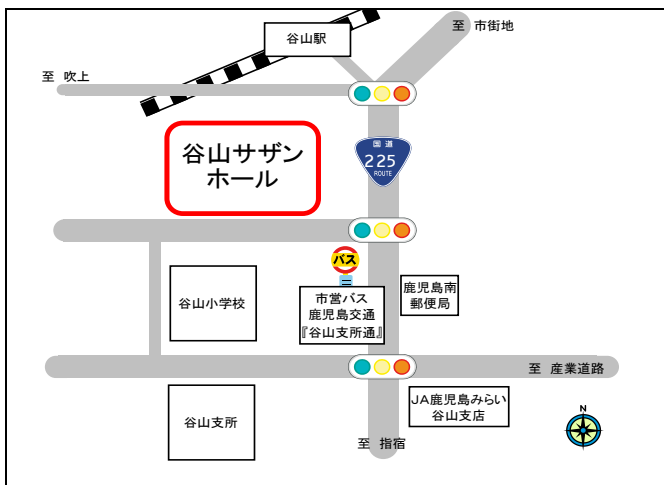 至 市街地
谷山駅
至 吹上
谷山サザン
ホール
国道
225
ROUTE
バス
市営バス
鹿児島交通
『谷山支所通』
鹿児島南
郵便局
谷山小学校
至 産業道路
谷山支所
JA鹿児島みらい
谷山支店
N
至 指宿